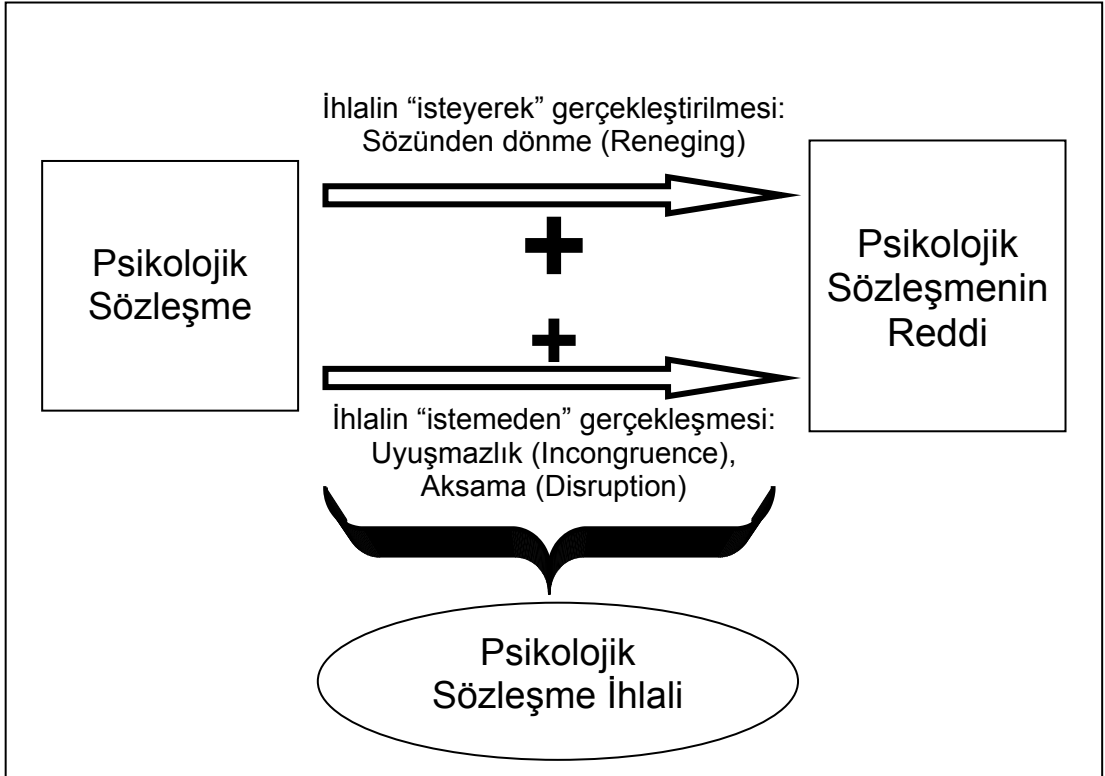 İhlalin “isteyerek” gerçekleştirilmesi:
Sözünden dönme (Reneging)
Psikolojik
Sözleşme
+
Psikolojik
Sözleşmenin
Reddi
+
İhlalin “istemeden” gerçekleşmesi:
Uyuşmazlık (Incongruence),
Aksama (Disruption)
Psikolojik
Sözleşme İhlali